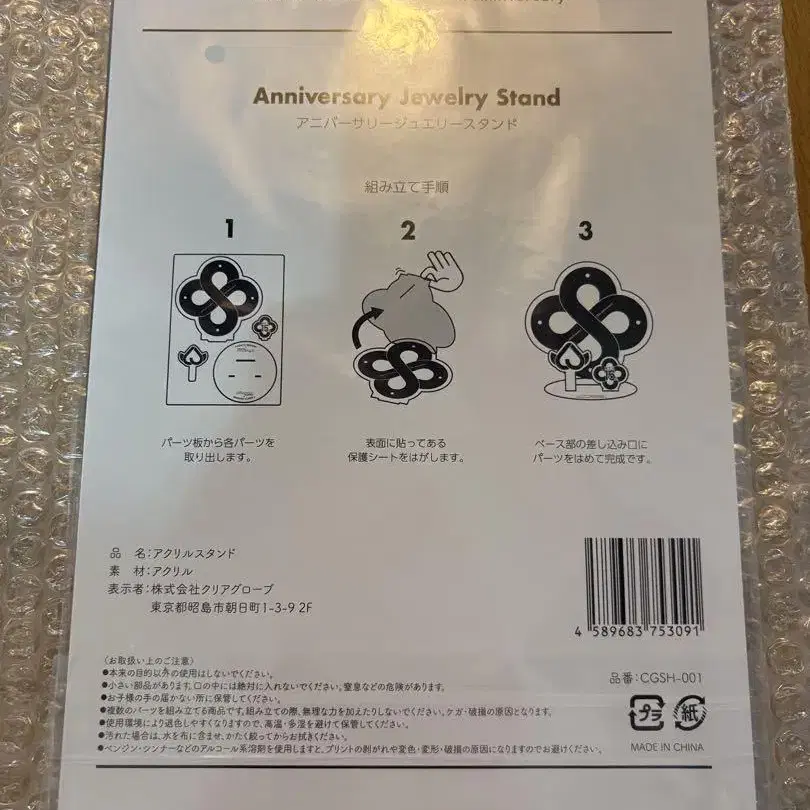 Anniversary
Anniversary Jewelry Stand
アニバーサリージュエリースタンド
組み立て手順
1
2
3
パーツ板から各パーツを
取り出します。
表面に貼ってある
保護シートをはがします。
ベース部の差し込み口に
パーツをはめて完成です。
品 名：アクリルスタンド
素 材：アクリル
表示者：株式会社クリアグローブ
東京都昭島市朝日町1-3-9 2F
4 589683 753091
〈お取扱い上のご注意〉
●本来の目的以外の使用はしないでください。
●小さい部品があります。口の中には絶対に入れないでください。窒息などの危険があります。
●お子様の手の届かない所に保管してください。
●複数のパーツを組み立てる商品です。組み立ての際、無理な力を加えたりしないでください。ケガ・破損の原因となります。
●使用環境により退色しやすくなりますので、高温・多湿を避けて保管してください。
●汚れた場合は、水を布に含ませ、かたく絞ってからお拭きください。
●ベンジン・シンナーなどのアルコール系溶剤を使用しますと、プリントの剥がれや変色・変形・破損の原因になりますのでお避けください。
品番：CGSH-001
プラ
紙
MADE IN CHINA